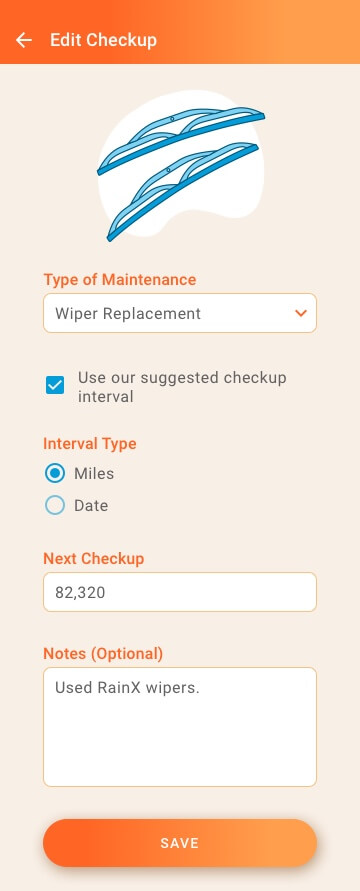 Edit Checkup
Type of Maintenance
Wiper Replacement
Use our suggested checkup
interval
Interval Type
Miles
Date
Next Checkup
82,320
Notes (Optional)
Used RainX wipers.
SAVE